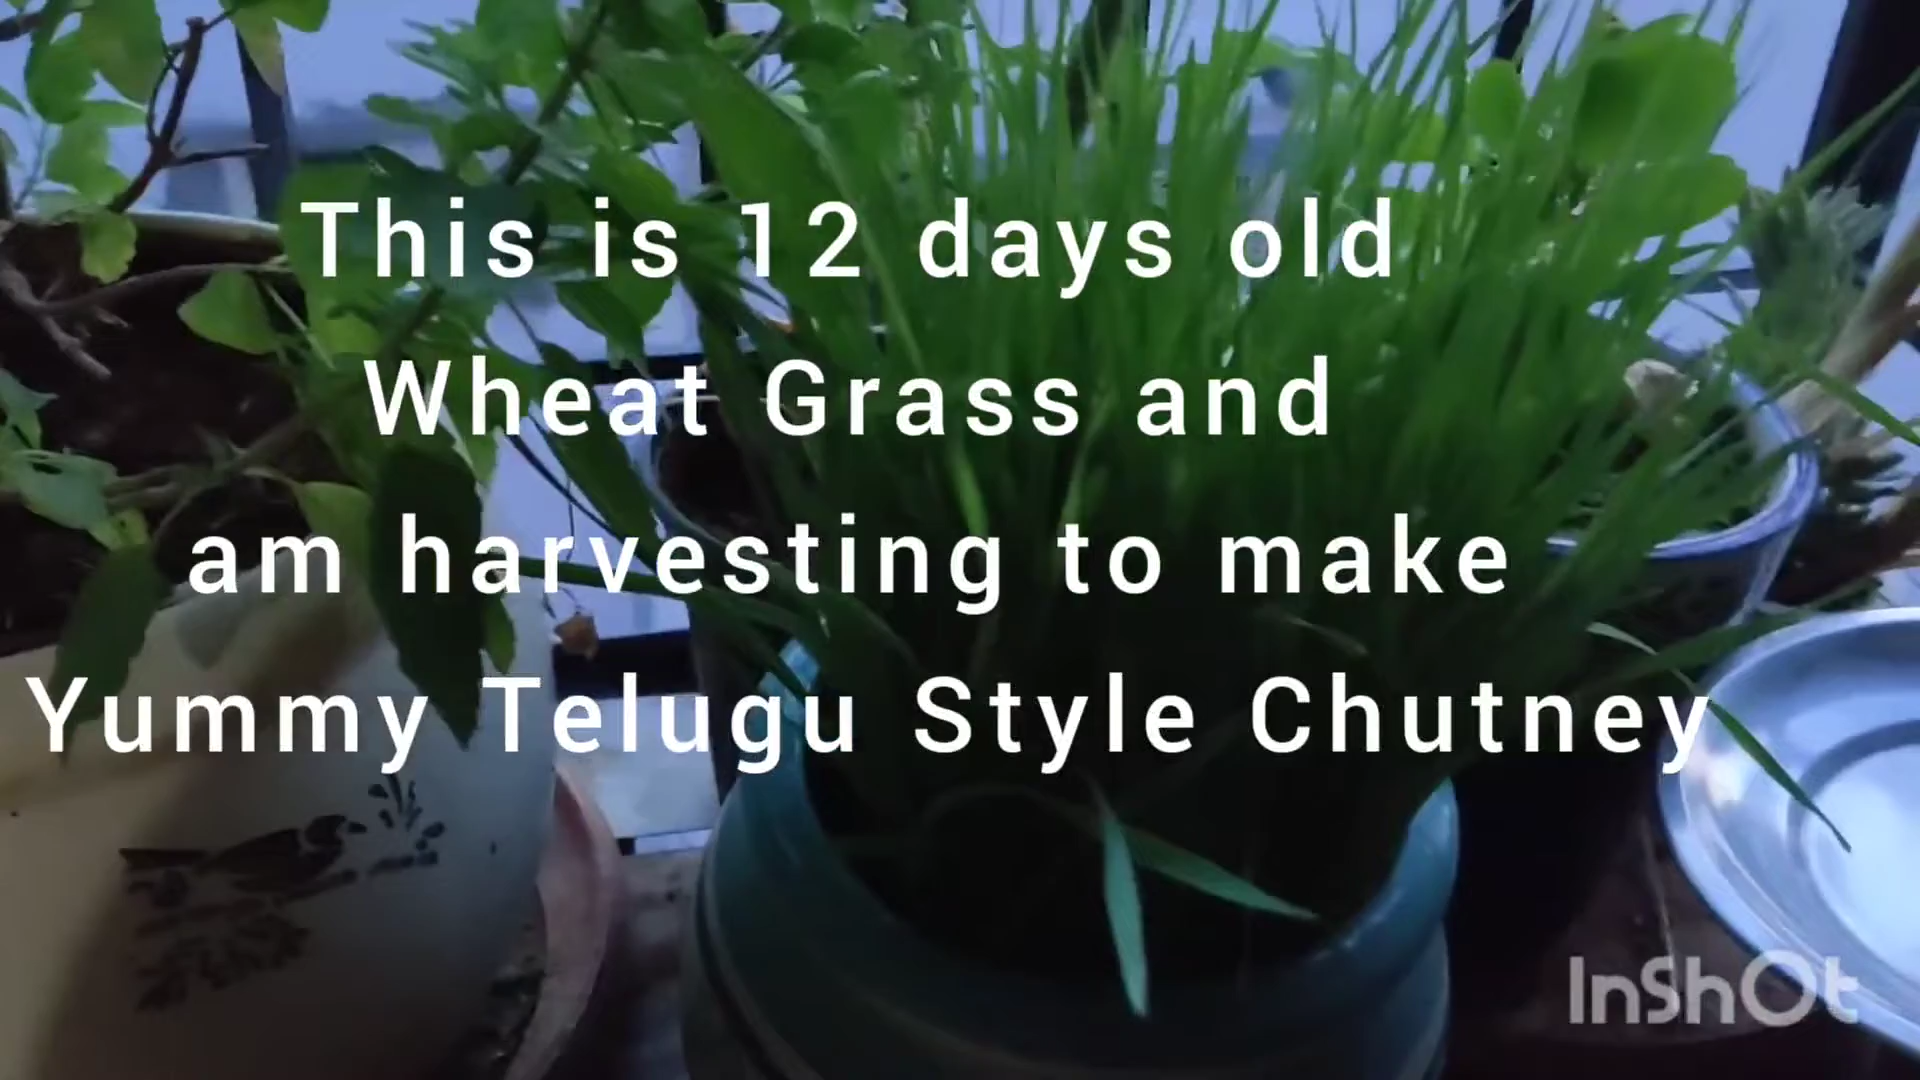 This is 12 days old
Wheat Grass and
am harvesting to make
Yummy Telugu Style Chutney
InShOt